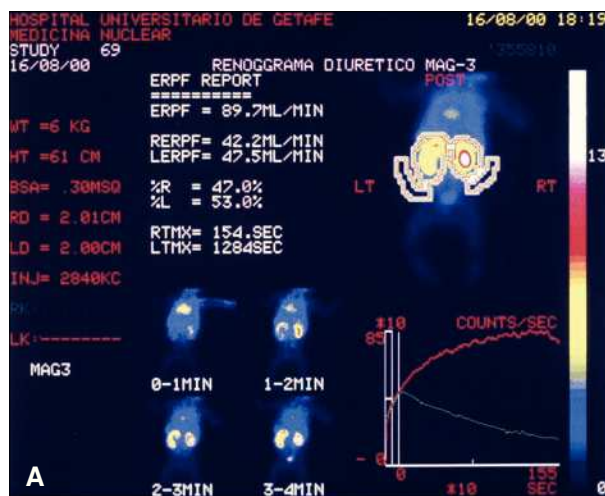 HOSPITAL UNIVERSITARIO DE GETAFE 16/08/00 18:19
MEDICINA NUCLEAR
STUDY 69 '355810
16/08/00 RENOGGRAMA DIURETICO MAG-3
ERPF REPORT POST.
===========
ERPF = 89.7ML/MIN
WT =6 KG
RERPF= 42.2ML/MIN
HT =61 CM LERPF= 47.5ML/MIN
13
BSA= .30MSQ %R = 47.0%
%L = 53.0%
LT RT
RD = 2.01CM
RTMX= 154.SEC
LD = 2.00CM LTMX= 1284SEC
INJ= 2840KC
RK:
*10 COUNTS/SEC
LK:--------
85
MAG3
0-1MIN 1-2MIN
-0
0 155
2-3MIN 3-4MIN *10 SEC
0
A